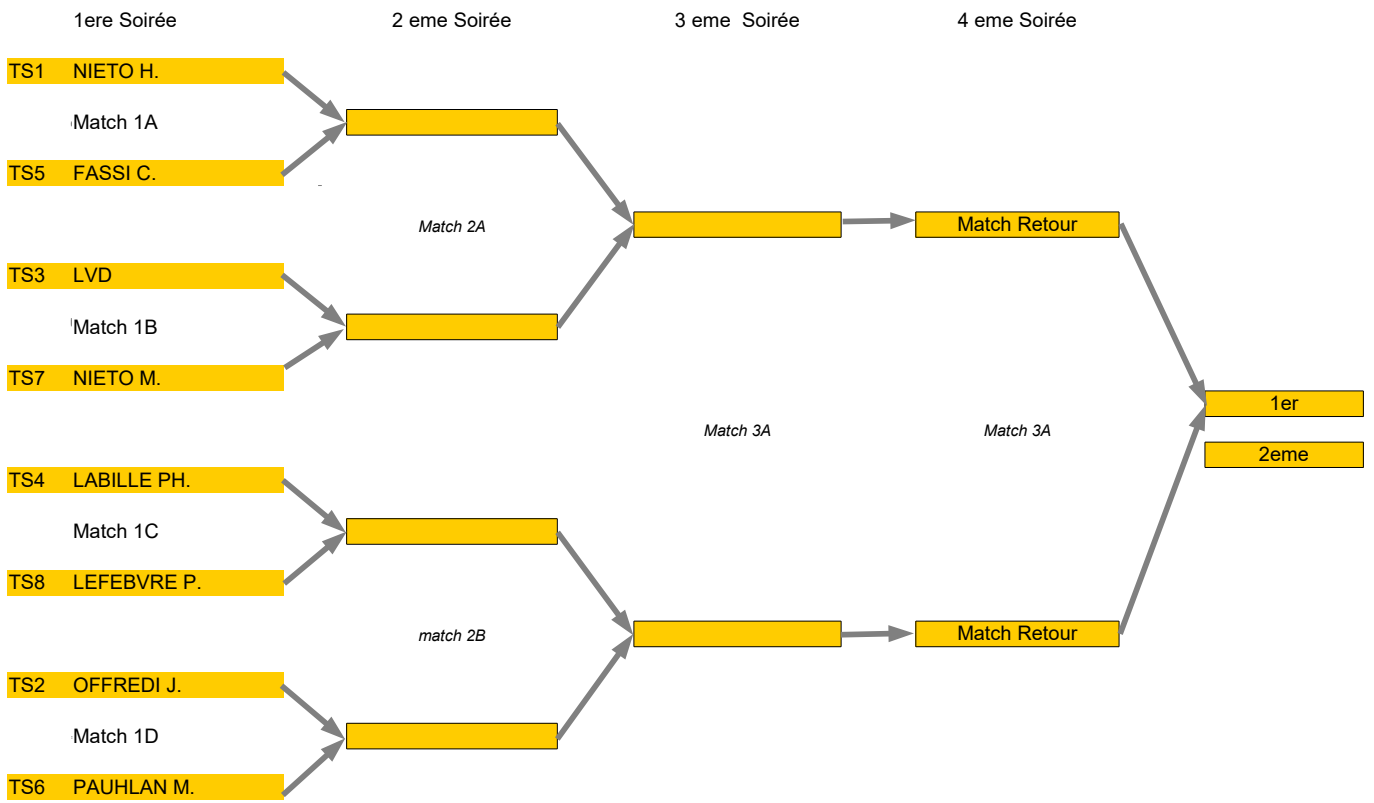 1ere Soirée 2 eme Soirée 3 eme  Soirée 4 eme Soirée
TS1 NIETO H.
Match 1A
TS5 FASSI C.
Match 2A
Match Retour
TS3 LVD
Match 1B
TS7 NIETO M.
1er
Match 3A Match 3A
2eme
TS4 LABILLE PH.
Match 1C
TS8 LEFEBVRE P.
match 2B
Match Retour
TS2 OFFREDI J.
Match 1D
TS6 PAUHLAN M.